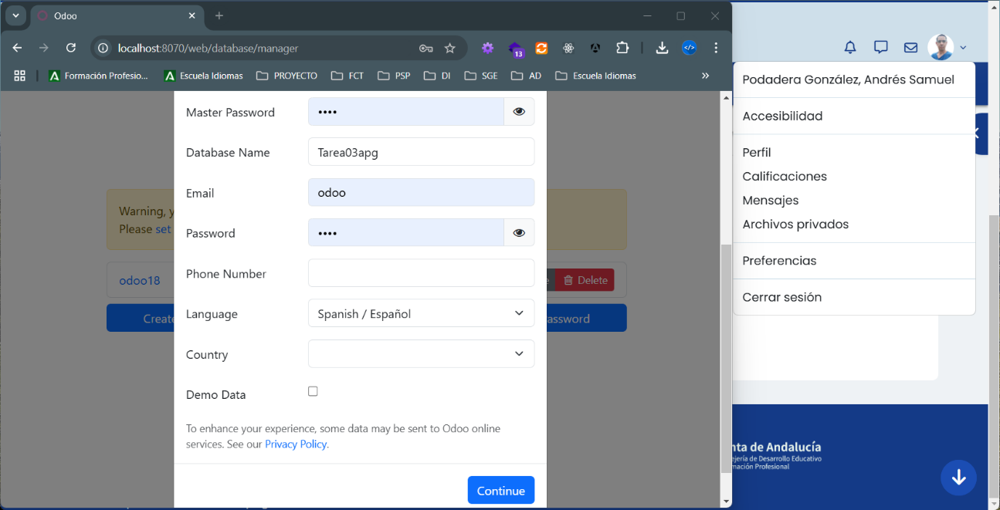 Odoo
localhost:8070/web/database/manager
13
Formación Profesio...
Escuela Idiomas
PROYECTO
FCT
PSP
DI
SGE
AD
Escuela Idiomas
»
Master Password
••••
Database Name
Tarea03apg
Email
odoo
Password
••••
Phone Number
Language
Spanish / Español
Country
Demo Data
To enhance your experience, some data may be sent to Odoo online
services. See our Privacy Policy.
Continue
Warning, y
Please set
odoo18
Delete
Create
assword
Podadera González, Andrés Samuel
Accesibilidad
Perfil
Calificaciones
Mensajes
Archivos privados
Preferencias
Cerrar sesión
nta de Andalucía
ejería de Desarrollo Educativo
mación Profesional